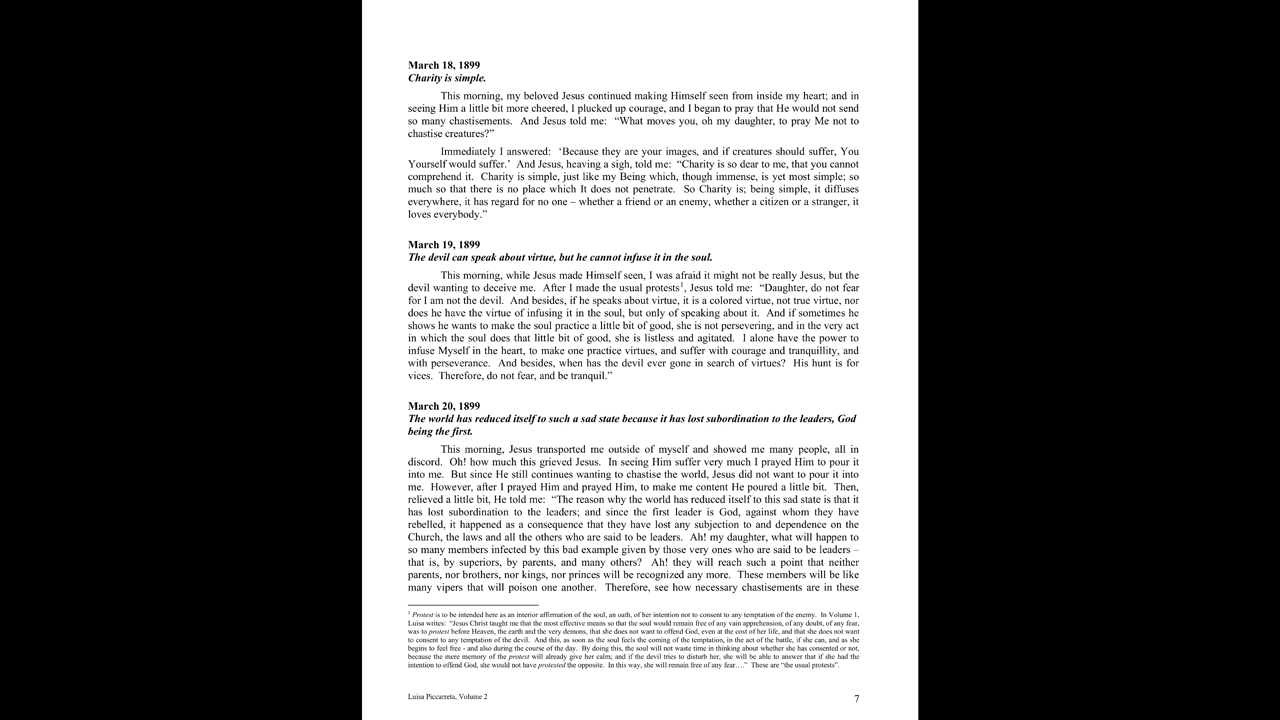 March 18, 1899
Charity is simple.
This morning, my beloved Jesus continued making Himself seen from inside my heart; and in
seeing Him a little bit more cheered, I plucked up courage, and I began to pray that He would not send
so many chastisements. And Jesus told me: “What moves you, oh my daughter, to pray Me not to
chastise creatures?”
Immediately I answered: ‘Because they are your images, and if creatures should suffer, You
Yourself would suffer.’ And Jesus, heaving a sigh, told me: “Charity is so dear to me, that you cannot
comprehend it. Charity is simple, just like my Being which, though immense, is yet most simple; so
much so that there is no place which It does not penetrate. So Charity is; being simple, it diffuses
everywhere, it has regard for no one – whether a friend or an enemy, whether a citizen or a stranger, it
loves everybody.”
March 19, 1899
The devil can speak about virtue, but he cannot infuse it in the soul.
This morning, while Jesus made Himself seen, I was afraid it might not be really Jesus, but the
devil wanting to deceive me. After I made the usual protests1, Jesus told me: “Daughter, do not fear
for I am not the devil. And besides, if he speaks about virtue, it is a colored virtue, not true virtue, nor
does he have the virtue of infusing it in the soul, but only of speaking about it. And if sometimes he
shows he wants to make the soul practice a little bit of good, she is not persevering, and in the very act
in which the soul does that little bit of good, she is listless and agitated. I alone have the power to
infuse Myself in the heart, to make one practice virtues, and suffer with courage and tranquillity, and
with perseverance. And besides, when has the devil ever gone in search of virtues? His hunt is for
vices. Therefore, do not fear, and be tranquil.”
March 20, 1899
The world has reduced itself to such a sad state because it has lost subordination to the leaders, God
being the first.
This morning, Jesus transported me outside of myself and showed me many people, all in
discord. Oh! how much this grieved Jesus. In seeing Him suffer very much I prayed Him to pour it
into me. But since He still continues wanting to chastise the world, Jesus did not want to pour it into
me. However, after I prayed Him and prayed Him, to make me content He poured a little bit. Then,
relieved a little bit, He told me: “The reason why the world has reduced itself to this sad state is that it
has lost subordination to the leaders; and since the first leader is God, against whom they have
rebelled, it happened as a consequence that they have lost any subjection to and dependence on the
Church, the laws and all the others who are said to be leaders. Ah! my daughter, what will happen to
so many members infected by this bad example given by those very ones who are said to be leaders –
that is, by superiors, by parents, and many others? Ah! they will reach such a point that neither
parents, nor brothers, nor kings, nor princes will be recognized any more. These members will be like
many vipers that will poison one another. Therefore, see how necessary chastisements are in these
1 Protest is to be intended here as an interior affirmation of the soul, an oath, of her intention not to consent to any temptation of the enemy. In Volume 1,
Luisa writes: “Jesus Christ taught me that the most effective means so that the soul would remain free of any vain apprehension, of any doubt, of any fear,
was to protest before Heaven, the earth and the very demons, that she does not want to offend God, even at the cost of her life, and that she does not want
to consent to any temptation of the devil. And this, as soon as the soul feels the coming of the temptation, in the act of the battle, if she can, and as she
begins to feel free - and also during the course of the day. By doing this, the soul will not waste time in thinking about whether she has consented or not,
because the mere memory of the protest will already give her calm; and if the devil tries to disturb her, she will be able to answer that if she had the
intention to offend God, she would not have protested the opposite. In this way, she will remain free of any fear.…” These are “the usual protests”.
Luisa Piccarreta, Volume 2
7